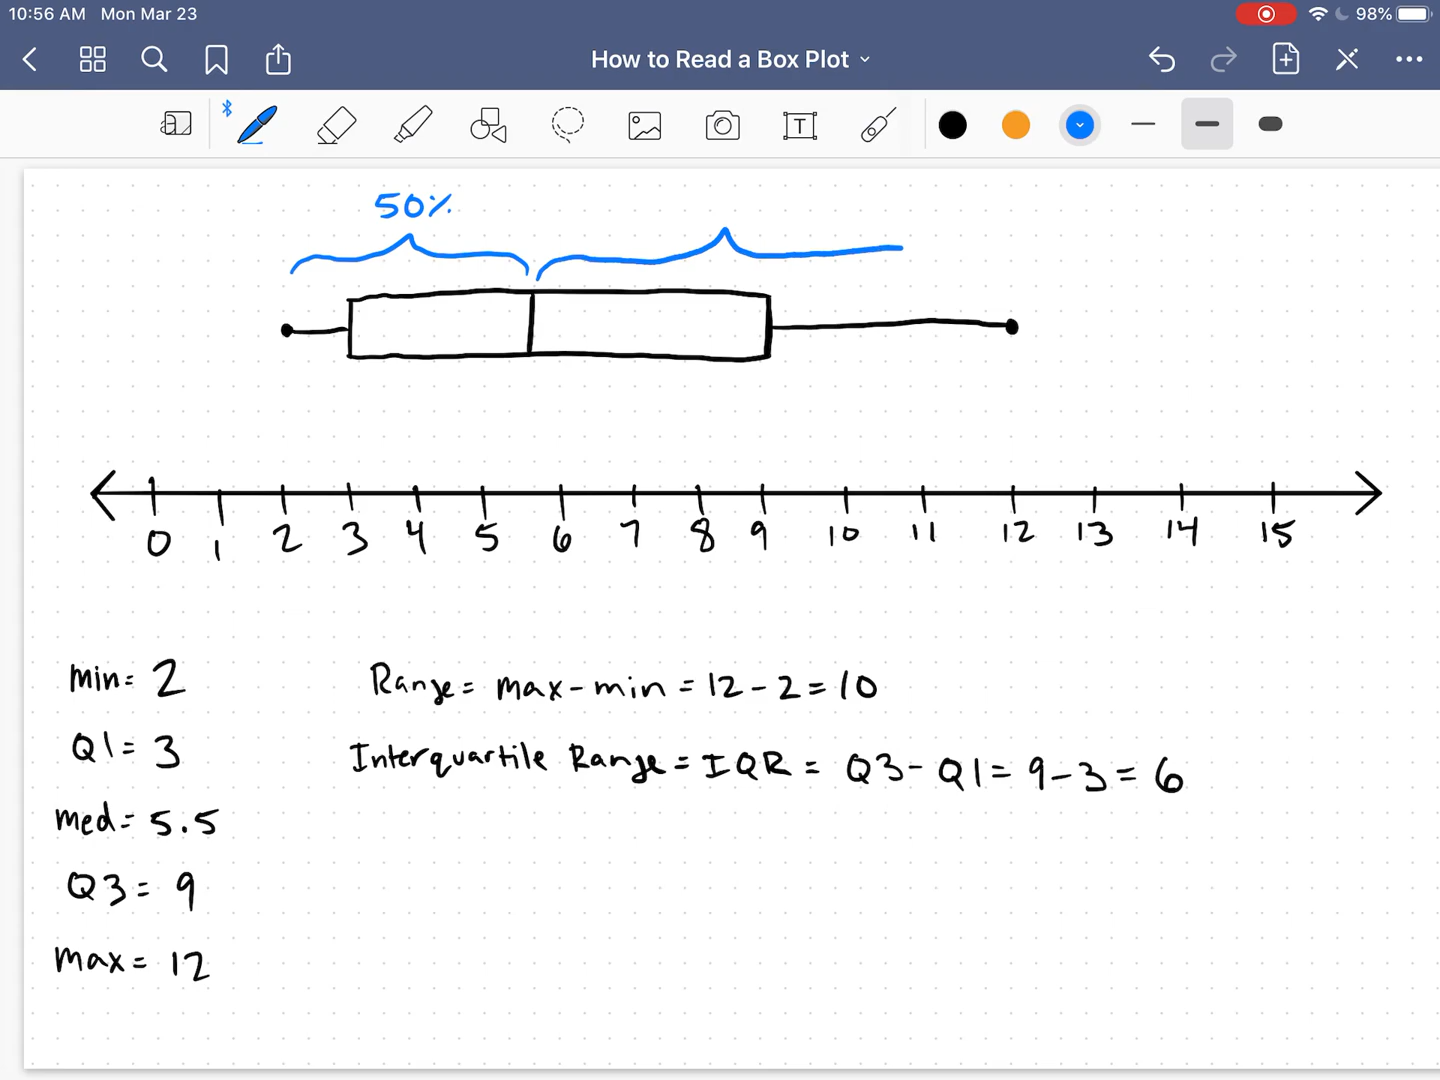 10:56 AM Mon Mar 23
98%
How to Read a Box Plot
a
T
50%
0 1 2 3 4 5 6 7 8 9 10 11 12 13 14 15
min = 2
Range = max - min = 12 - 2 = 10
Q1 = 3
Interquartile Range = IQR = Q3 - Q1 = 9 - 3 = 6
med = 5.5
Q3 = 9
max = 12